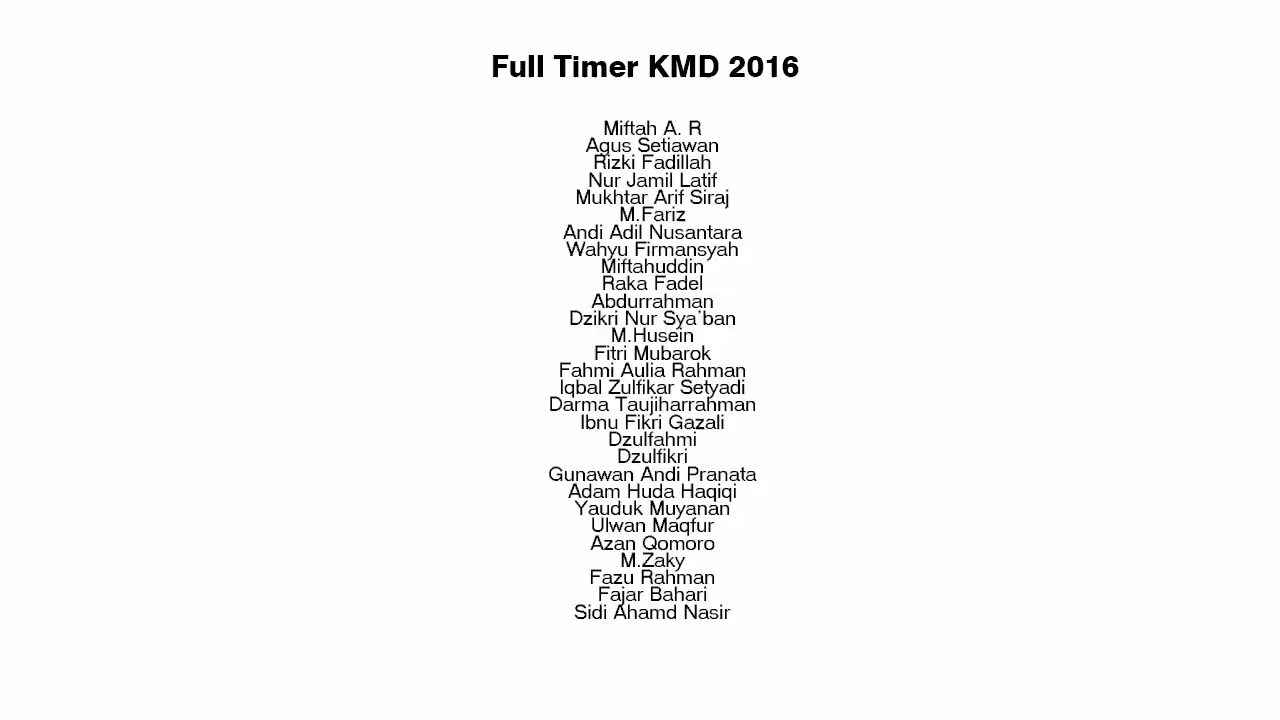 Full Timer KMD 2016
Miftah A. R
Agus Setiawan
Rizki Fadillah
Nur Jamil Latif
Mukhtar Arif Siraj
M.Fariz
Andi Adil Nusantara
Wahyu Firmansyah
Miftahuddin
Raka Fadel
Abdurrahman
Dzikri Nur Sya'ban
M.Husein
Fitri Mubarok
Fahmi Aulia Rahman
Iqbal Zulfikar Setyadi
Darma Taujiharrahman
Ibnu Fikri Gazali
Dzulfahmi
Dzulfikri
Gunawan Andi Pranata
Adam Huda Haqiqi
Yauduk Muyanan
Ulwan Maqfur
Azan Qomoro
M.Zaky
Fazu Rahman
Fajar Bahari
Sidi Ahamd Nasir